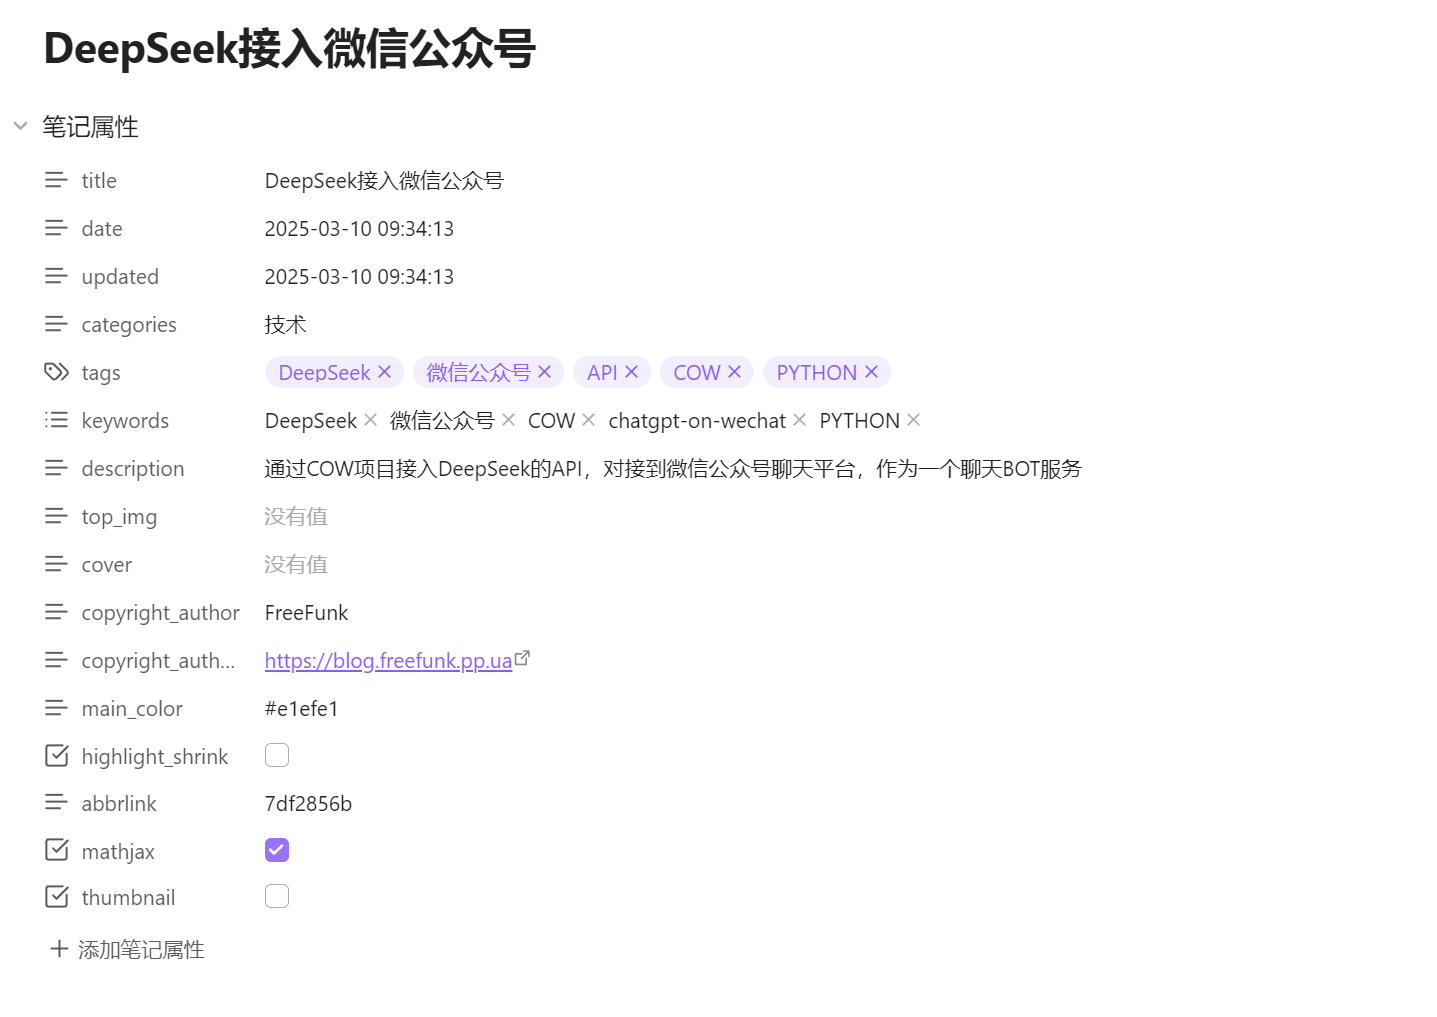 DeepSeek接入微信公众号
笔记属性
title DeepSeek接入微信公众号
date 2025-03-10 09:34:13
updated 2025-03-10 09:34:13
categories 技术
tags DeepSeek 微信公众号 API COW PYTHON
keywords DeepSeek 微信公众号 COW chatgpt-on-wechat PYTHON
description 通过COW项目接入DeepSeek的API，对接到微信公众号聊天平台，作为一个聊天BOT服务
top_img 没有值
cover 没有值
copyright_author FreeFunk
copyright_auth... https://blog.freefunk.pp.ua
main_color #e1efe1
highlight_shrink
abbrlink 7df2856b
mathjax
thumbnail
添加笔记属性